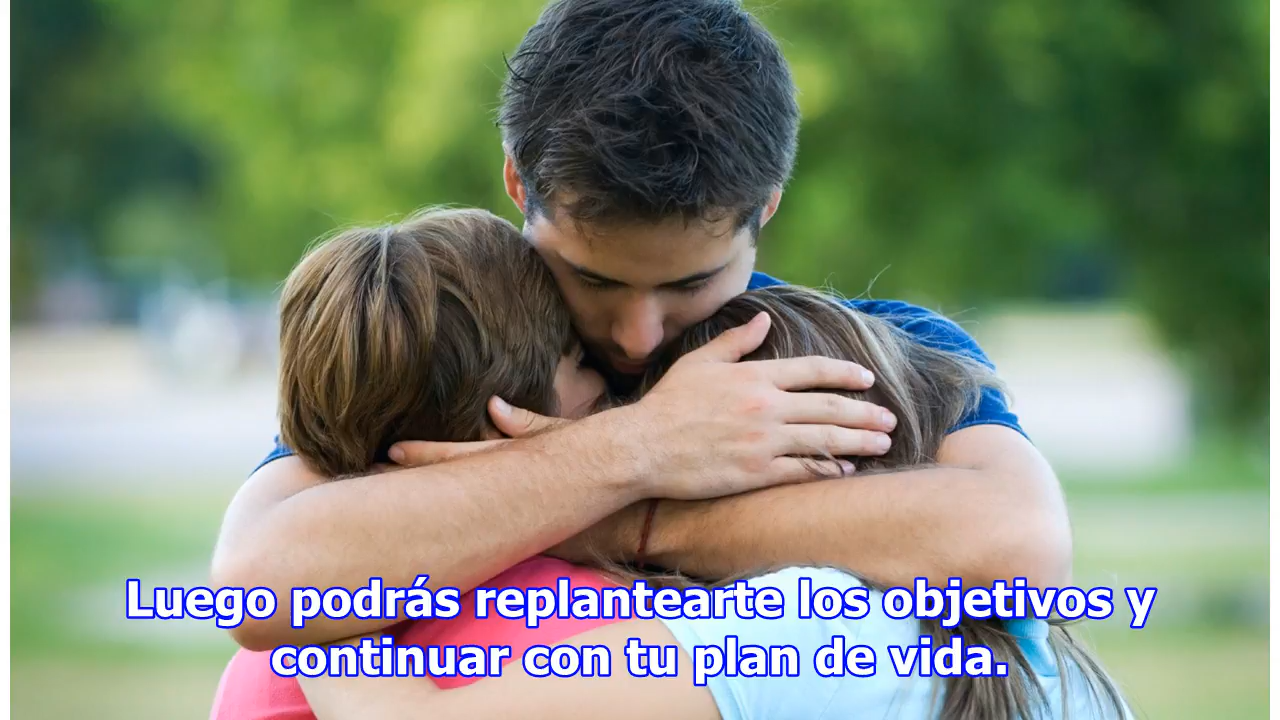 Luego podrás replantearte los objetivos y
continuar con tu plan de vida.